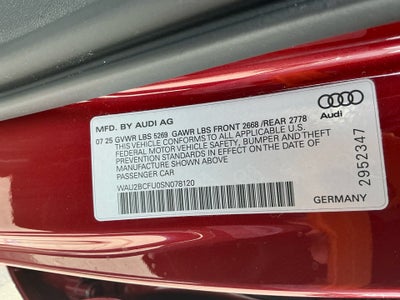 MFD. BY AUDI AG
07 25 GVWR LBS 5269 GAWR LBS FRONT 2668 /REAR 2778
THIS VEHICLE CONFORMS TO ALL APPLICABLE U.S.
FEDERAL MOTOR VEHICLE SAFETY, BUMPER AND THEFT
PREVENTION STANDARDS IN EFFECT ON THE DATE OF
MANUFACTURE SHOWN ABOVE
PASSENGER CAR
WAU2BCFU0SN078120
Audi
2952347
GERMANY